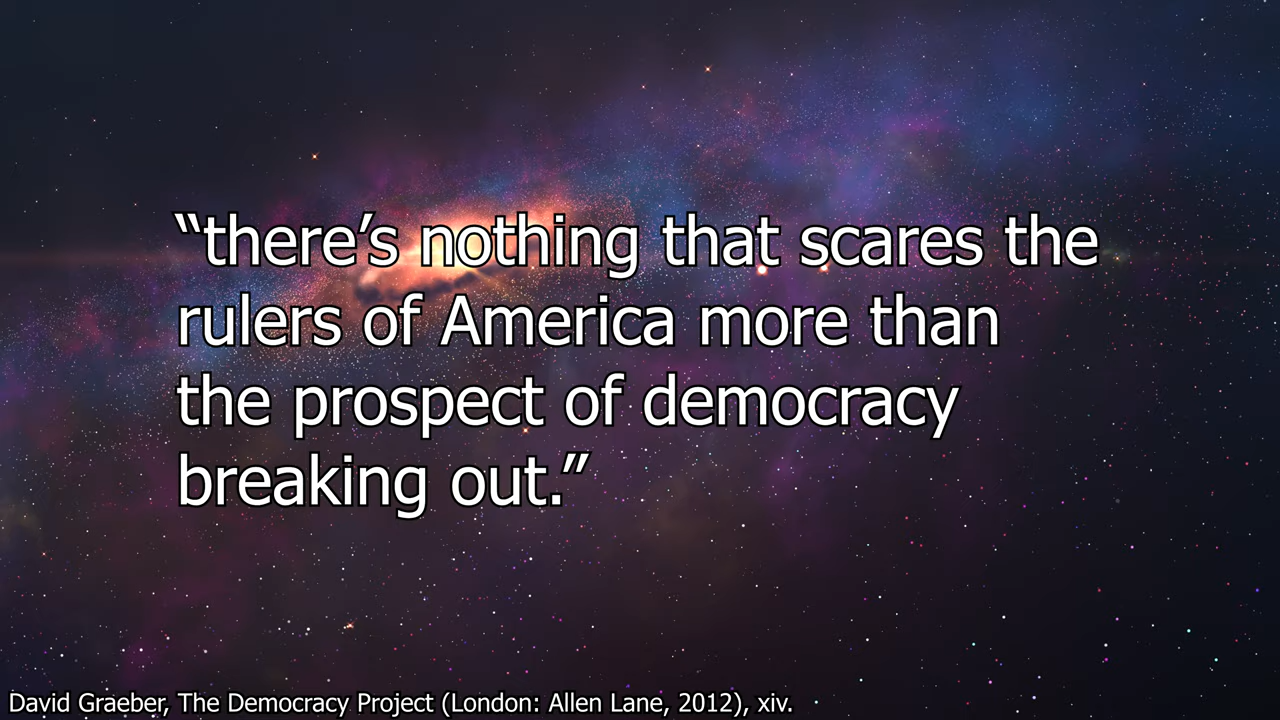 “there’s nothing that scares the
rulers of America more than
the prospect of democracy
breaking out.”
David Graeber, The Democracy Project (London: Allen Lane, 2012), xiv.